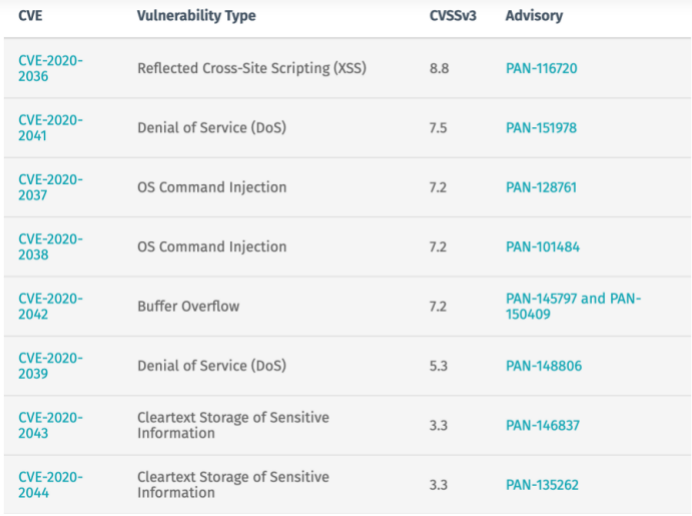 CVE Vulnerability Type CVSSv3 Advisory
CVE-2020-
2036 Reflected Cross-Site Scripting (XSS) 8.8 PAN-116720
CVE-2020-
2041 Denial of Service (DoS) 7.5 PAN-151978
CVE-2020-
2037 OS Command Injection 7.2 PAN-128761
CVE-2020-
2038 OS Command Injection 7.2 PAN-101484
CVE-2020- PAN-145797 and PAN-
2042 Buffer Overflow 7.2 150409
CVE-2020-
2039 Denial of Service (DoS) 5.3 PAN-148806
CVE-2020- Cleartext Storage of Sensitive
2043 Information 3.3 PAN-146837
CVE-2020- Cleartext Storage of Sensitive
2044 Information 3.3 PAN-135262